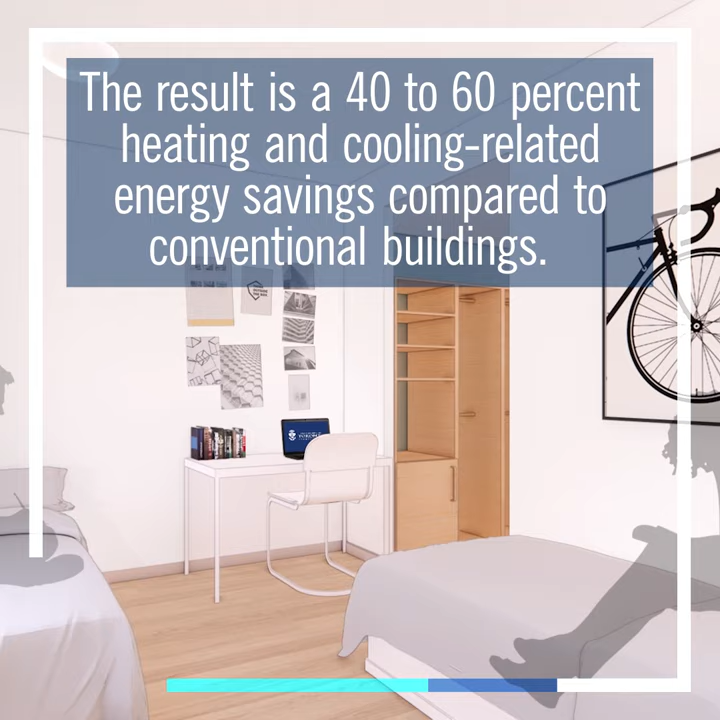 The result is a 40 to 60 percent
heating and cooling-related
energy savings compared to
conventional buildings.